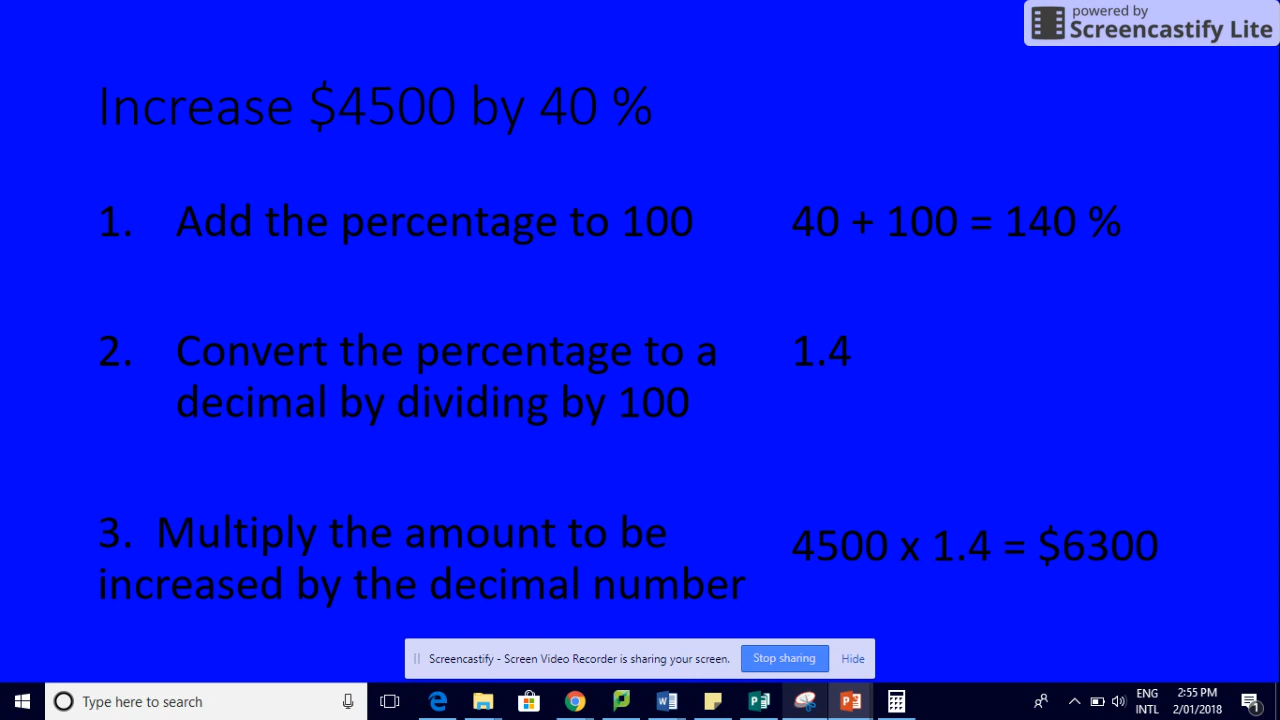 powered by
Screencastify Lite
Increase $4500 by 40 %
1. Add the percentage to 100
40 + 100 = 140 %
2. Convert the percentage to a
decimal by dividing by 100
1.4
3. Multiply the amount to be
increased by the decimal number
4500 x 1.4 = $6300
Screencastify - Screen Video Recorder is sharing your screen.
Stop sharing
Hide
Type here to search
ENG
INTL
2:55 PM
2/01/2018
1